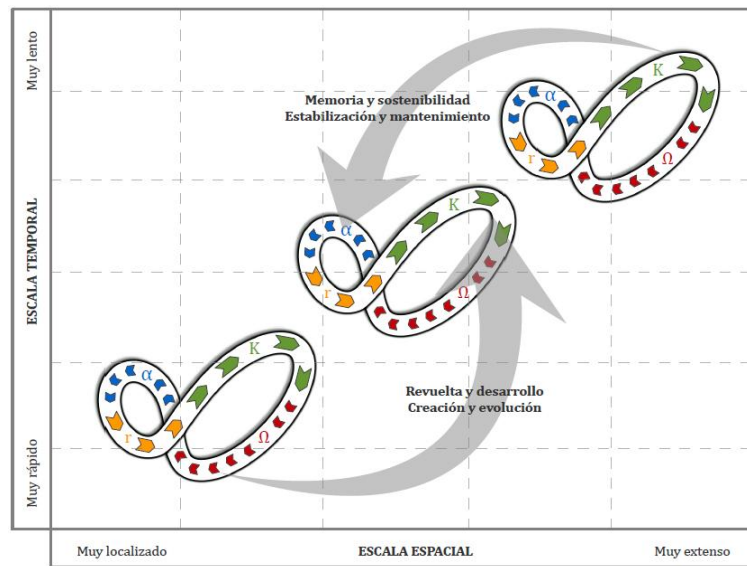 Muy lento
ESCALA TEMPORAL
Muy rápido
K
α
Memoria y sostenibilidad
Estabilización y mantenimiento
r
Ω
K
α
r
Ω
K
α
Revuelta y desarrollo
Creación y evolución
r
Ω
Muy localizado
ESCALA ESPACIAL
Muy extenso